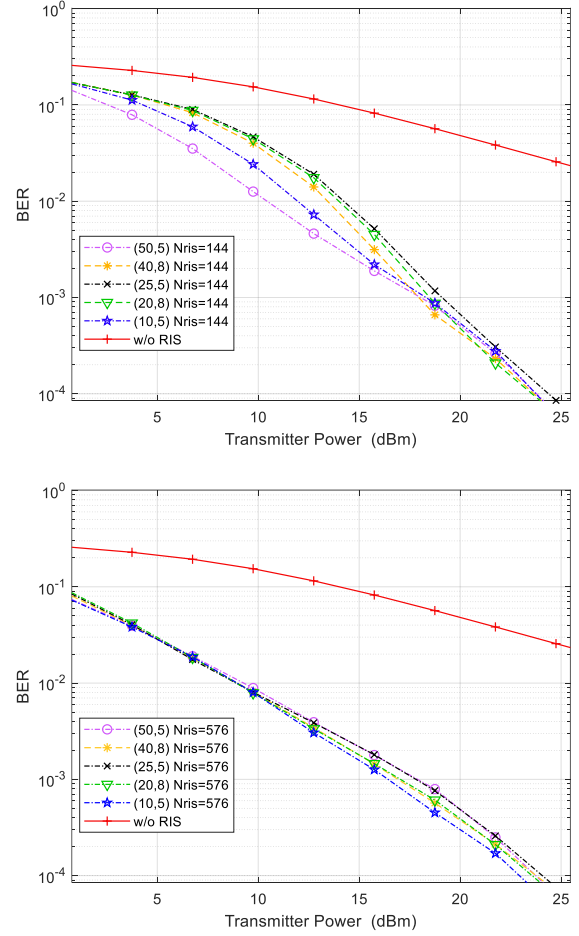 10^0
10^-1
10^-2
10^-3
10^-4
BER
(50,5) Nris=144
(40,8) Nris=144
(25,5) Nris=144
(20,8) Nris=144
(10,5) Nris=144
w/o RIS
5 10 15 20 25
Transmitter Power (dBm)
10^0
10^-1
10^-2
10^-3
10^-4
BER
(50,5) Nris=576
(40,8) Nris=576
(25,5) Nris=576
(20,8) Nris=576
(10,5) Nris=576
w/o RIS
5 10 15 20 25
Transmitter Power (dBm)